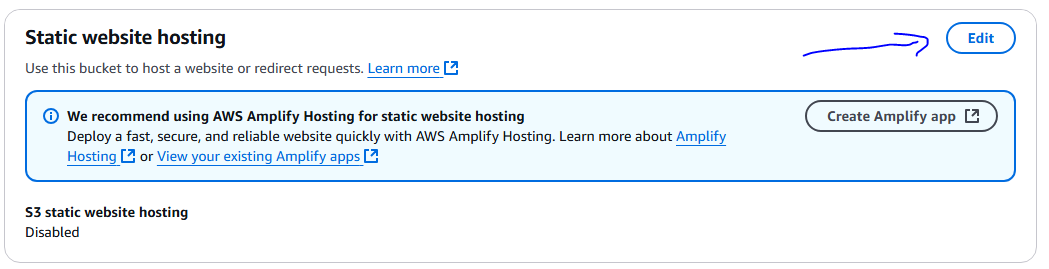 Static website hosting
Edit
Use this bucket to host a website or redirect requests. Learn more
We recommend using AWS Amplify Hosting for static website hosting
Create Amplify app
Deploy a fast, secure, and reliable website quickly with AWS Amplify Hosting. Learn more about Amplify
Hosting or View your existing Amplify apps
S3 static website hosting
Disabled